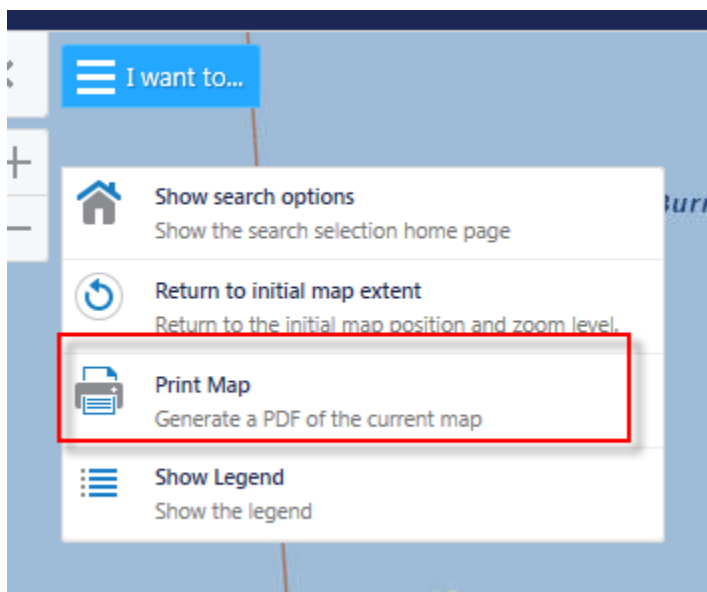 I want to...
Show search options
Show the search selection home page
Return to initial map extent
Return to the initial map position and zoom level.
Print Map
Generate a PDF of the current map
Show Legend
Show the legend